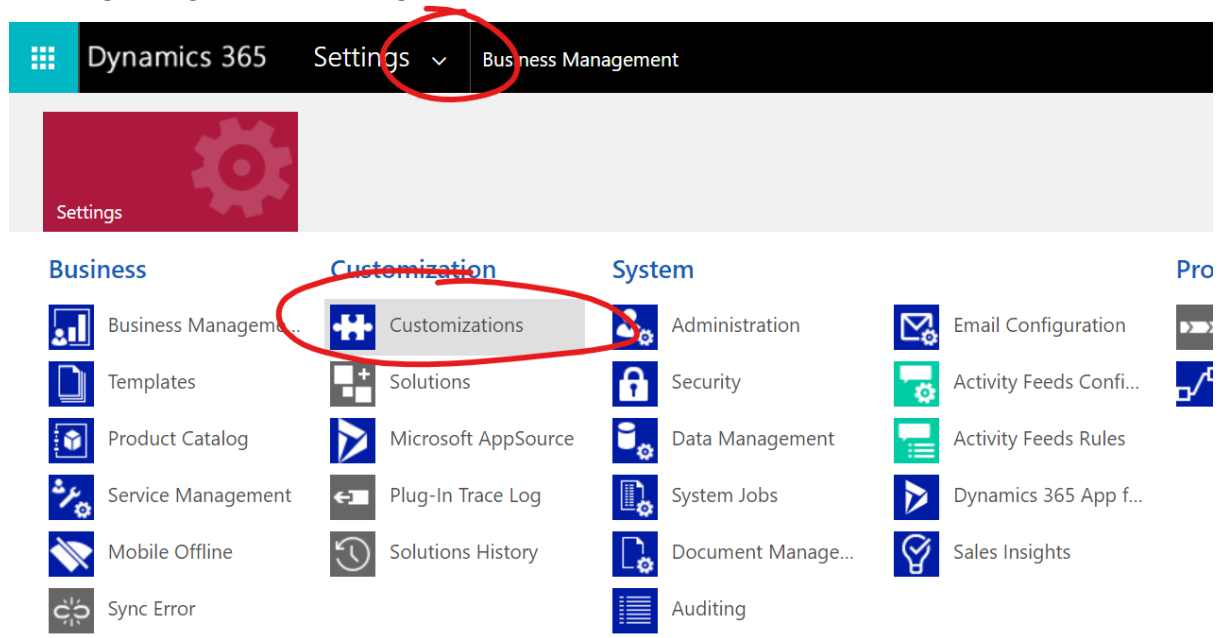 Dynamics 365 Settings Business Management
Settings
Business Customization System Pro
Business Manageme... Customizations Administration Email Configuration
Templates Solutions Security Activity Feeds Confi...
Product Catalog Microsoft AppSource Data Management Activity Feeds Rules
Service Management Plug-In Trace Log System Jobs Dynamics 365 App f...
Mobile Offline Solutions History Document Manage... Sales Insights
Sync Error Auditing